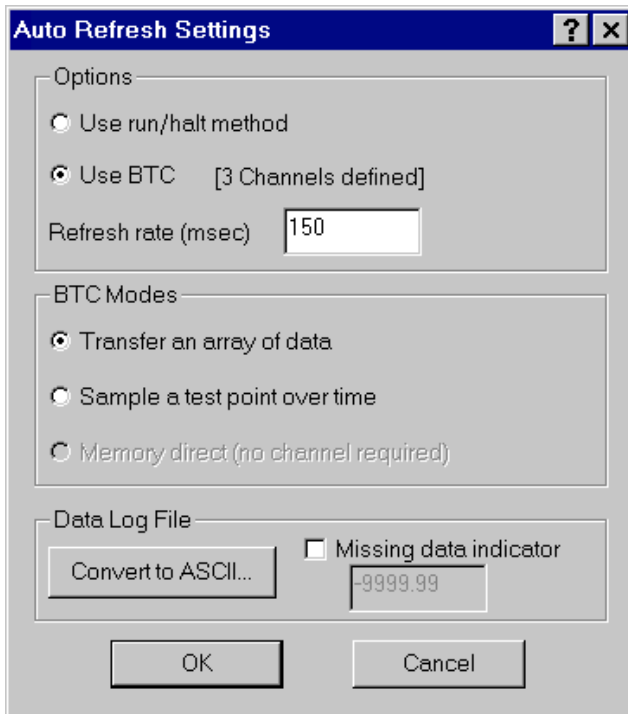 Auto Refresh Settings
Options
Use run/halt method
Use BTC [3 Channels defined]
Refresh rate (msec) 150
BTC Modes
Transfer an array of data
Sample a test point over time
Memory direct (no channel required)
Data Log File
Convert to ASCII...
Missing data indicator
-9999.99
OK Cancel